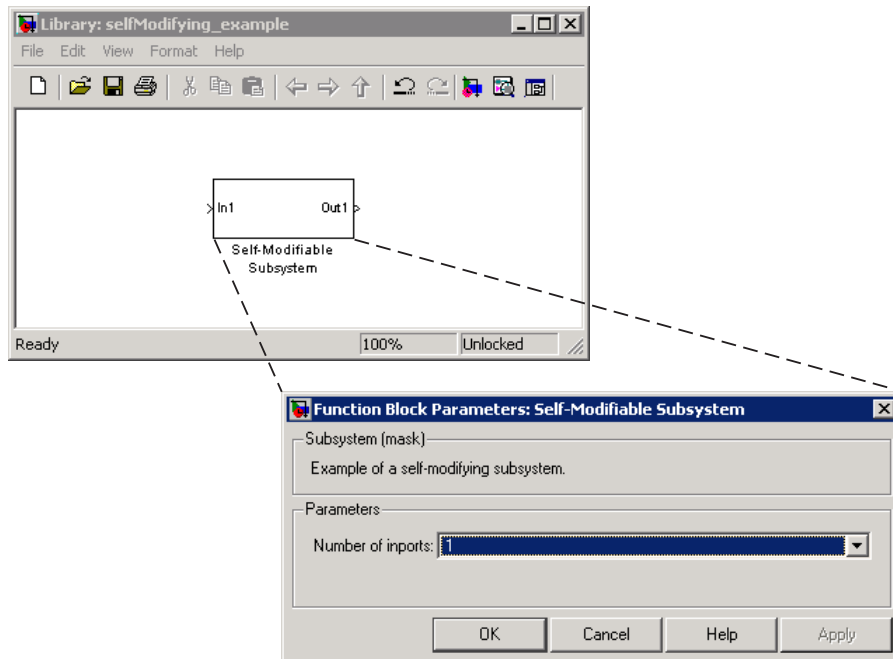 Library: selfModifying_example
File Edit View Format Help
In1 Out1
Self-Modifiable
Subsystem
Ready 100% Unlocked
Function Block Parameters: Self-Modifiable Subsystem
Subsystem (mask)
Example of a self-modifying subsystem.
Parameters
Number of inports: 1
OK Cancel Help Apply